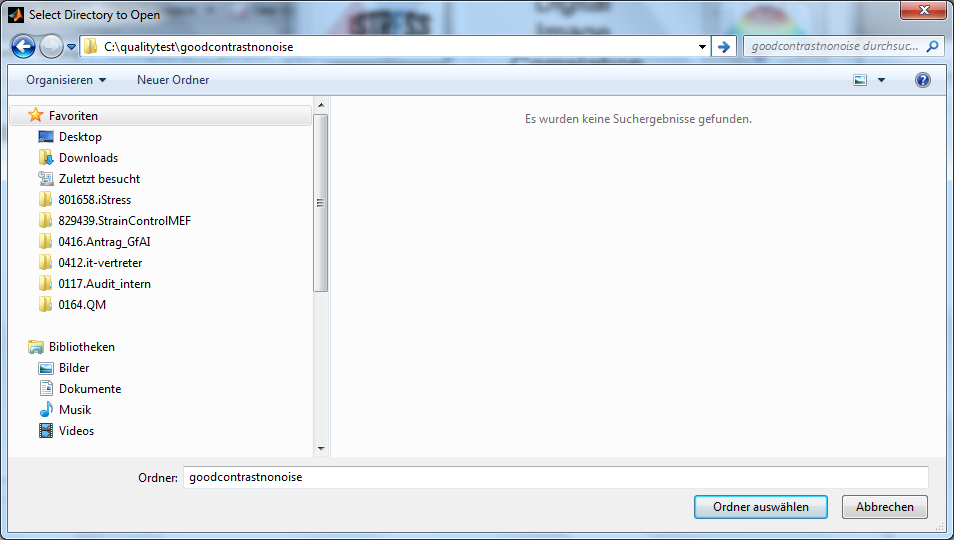 Select Directory to Open
Digital
Image
C:\qualitytest\goodcontrastnonoise
goodcontrastnonoise durchsuc...
Organisieren
Neuer Ordner
Favoriten
Desktop
Downloads
Zuletzt besucht
801658.iStress
829439.StrainControlMEF
0416.Antrag_GfAI
0412.it-vertreter
0117.Audit_intern
0164.QM
Bibliotheken
Bilder
Dokumente
Musik
Videos
Es wurden keine Suchergebnisse gefunden.
Ordner: goodcontrastnonoise
Ordner auswählen
Abbrechen